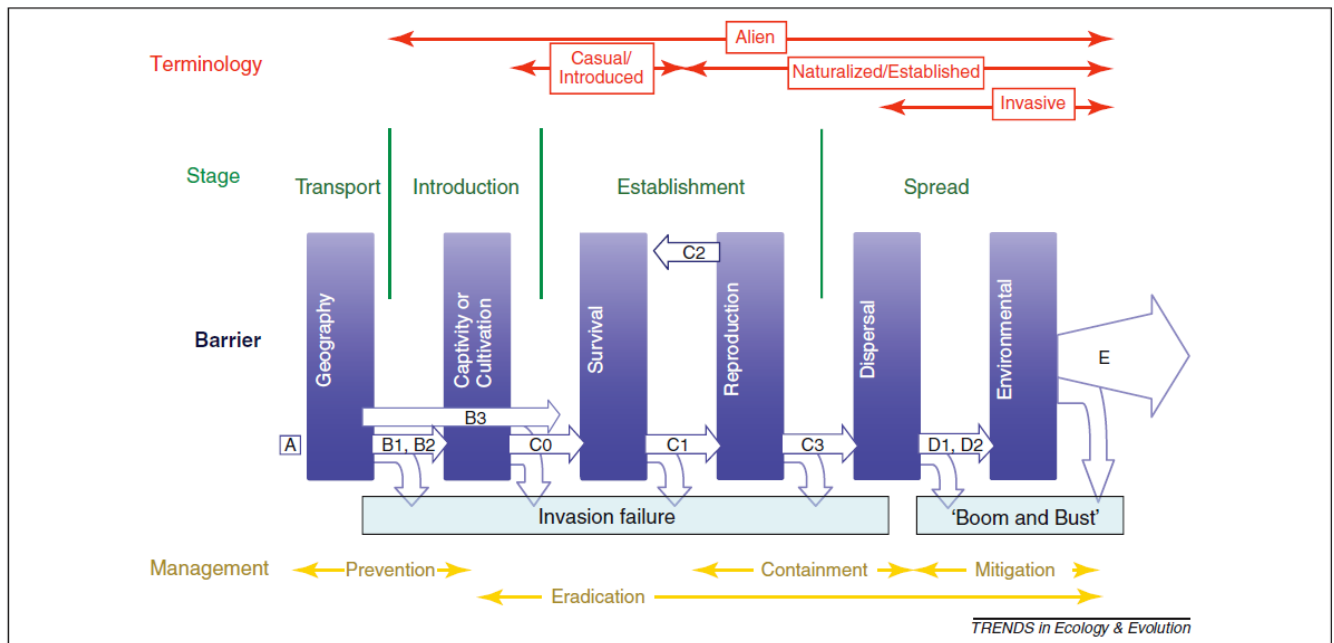 Alien
Terminology
Casual/
Introduced
Naturalized/Established
Invasive
Stage
Transport
Introduction
Establishment
Spread
Barrier
Geography
Captivity or
Cultivation
Survival
Reproduction
Dispersal
Environmental
C2
E
B3
A
B1, B2
C0
C1
C3
D1, D2
Invasion failure
'Boom and Bust'
Management
Prevention
Containment
Mitigation
Eradication
TRENDS in Ecology & Evolution